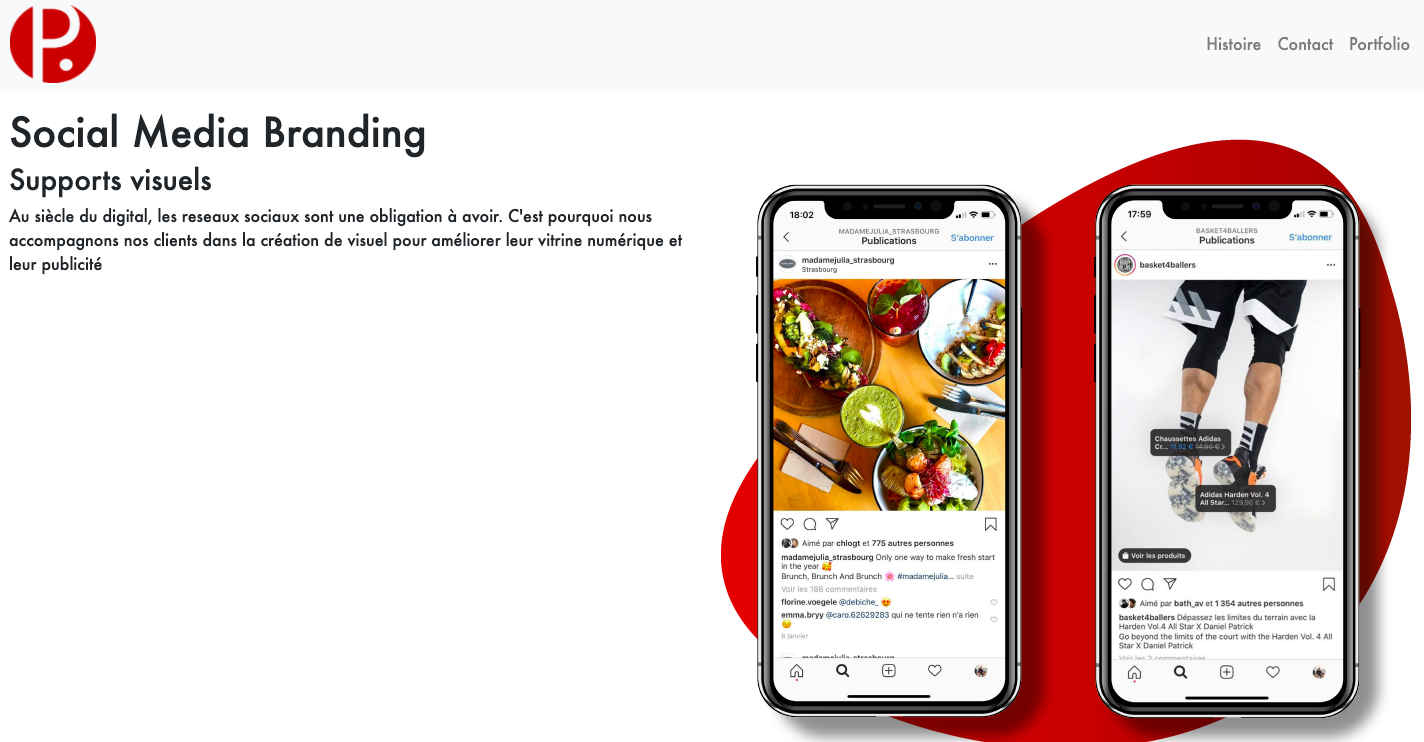 P.
Histoire Contact Portfolio
Social Media Branding
Supports visuels
Au siècle du digital, les reseaux sociaux sont une obligation à avoir. C'est pourquoi nous
accompagnons nos clients dans la création de visuel pour améliorer leur vitrine numérique et
leur publicité
18:02
MADAMEJULIA_STRASBOURG
Publications
S'abonner
madamejulia_strasbourg
Strasbourg
Aimé par chlogt et 775 autres personnes
madamejulia_strasbourg Only one way to make fresh start
in the year 🥰
Brunch, Brunch And Brunch 🌸 #madamejulia... suite
Voir les 186 commentaires
florine.voegele @debiche_ 😍
emma.bryy @caro.62629283 qui ne tente rien n'a rien
😉
6 janvier
madamejulia_strasbourg
17:59
BASKET4BALLERS
Publications
S'abonner
basket4ballers
Chaussettes Adidas
Cr... 11,92 € 14,90 € >
Adidas Harden Vol. 4
All Star... 129,90 € >
Voir les produits
Aimé par bath_av et 1 354 autres personnes
basket4ballers Dépassez les limites du terrain avec la
Harden Vol.4 All Star X Daniel Patrick
Go beyond the limits of the court with the Harden Vol. 4 All
Star X Daniel Patrick
Voir les 2 commentaires